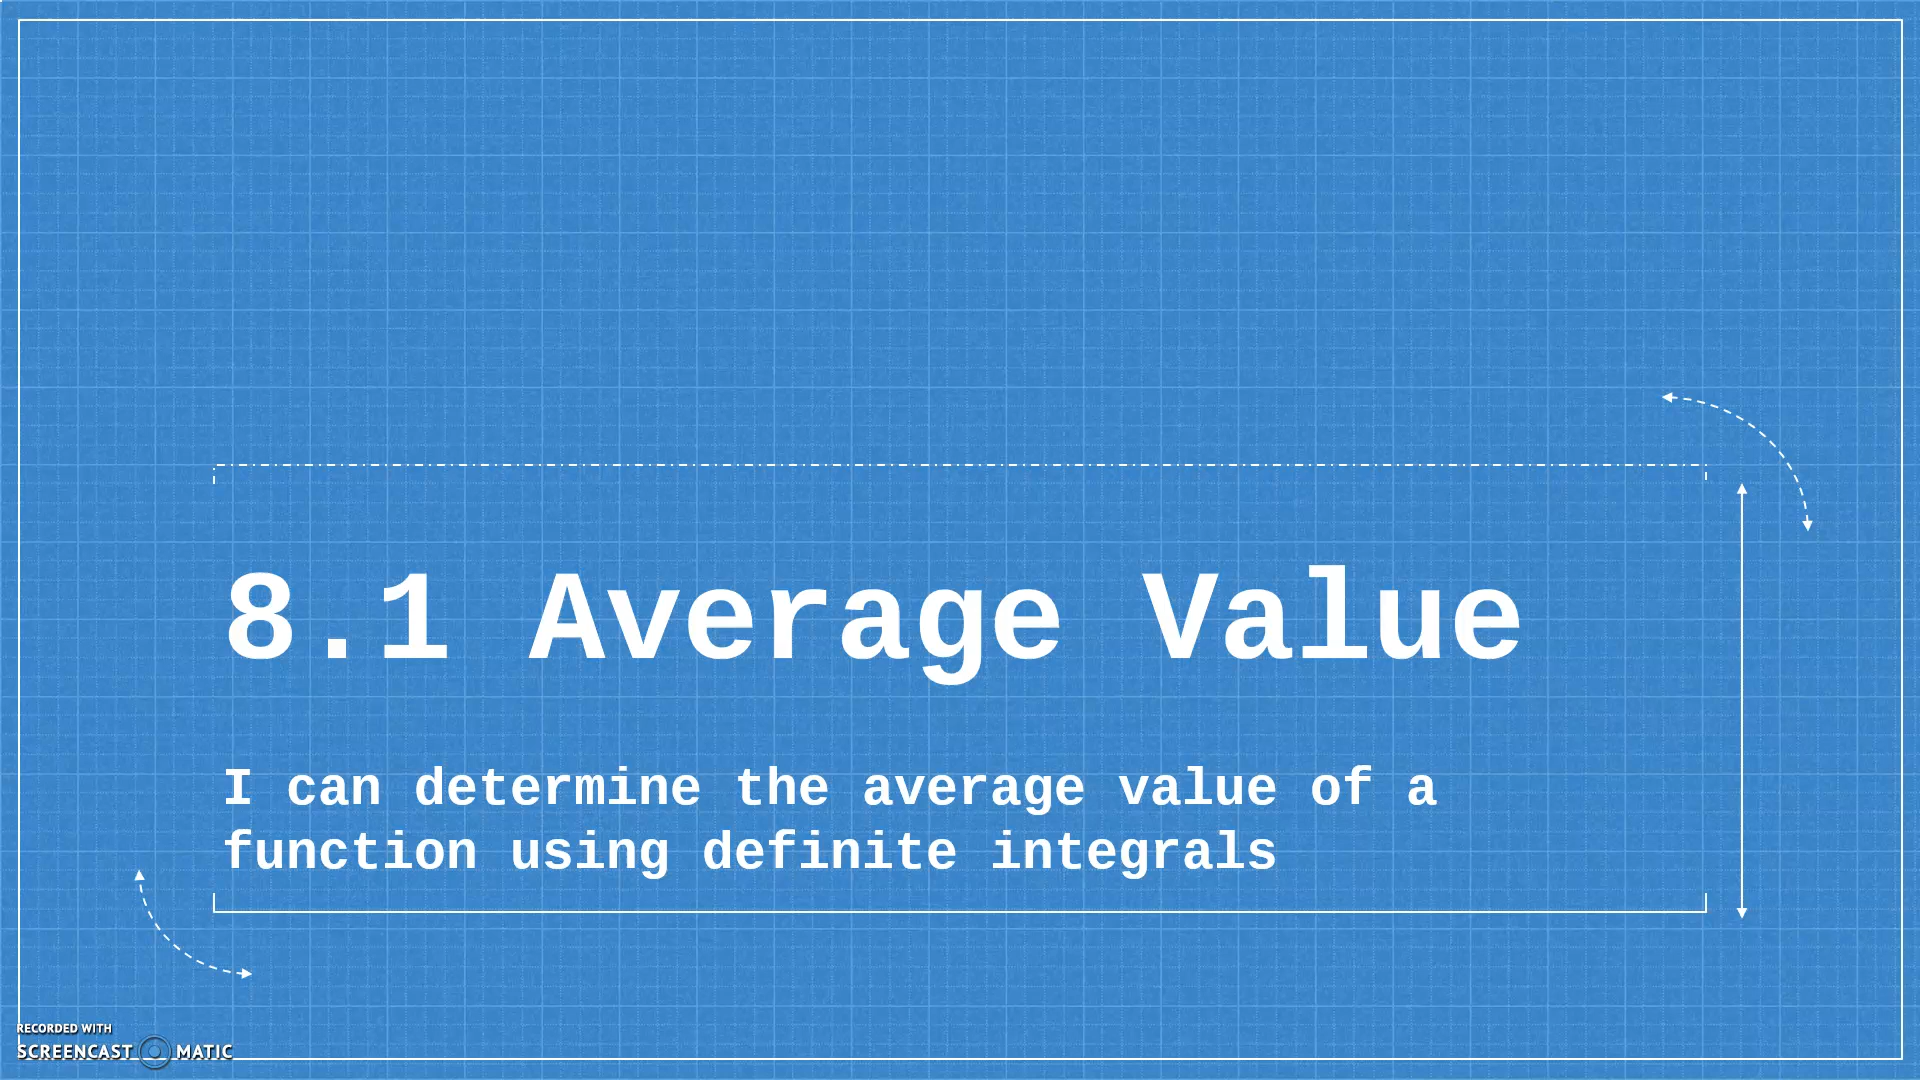 8.1 Average Value
I can determine the average value of a
function using definite integrals
RECORDED WITH
SCREENCAST MATIC